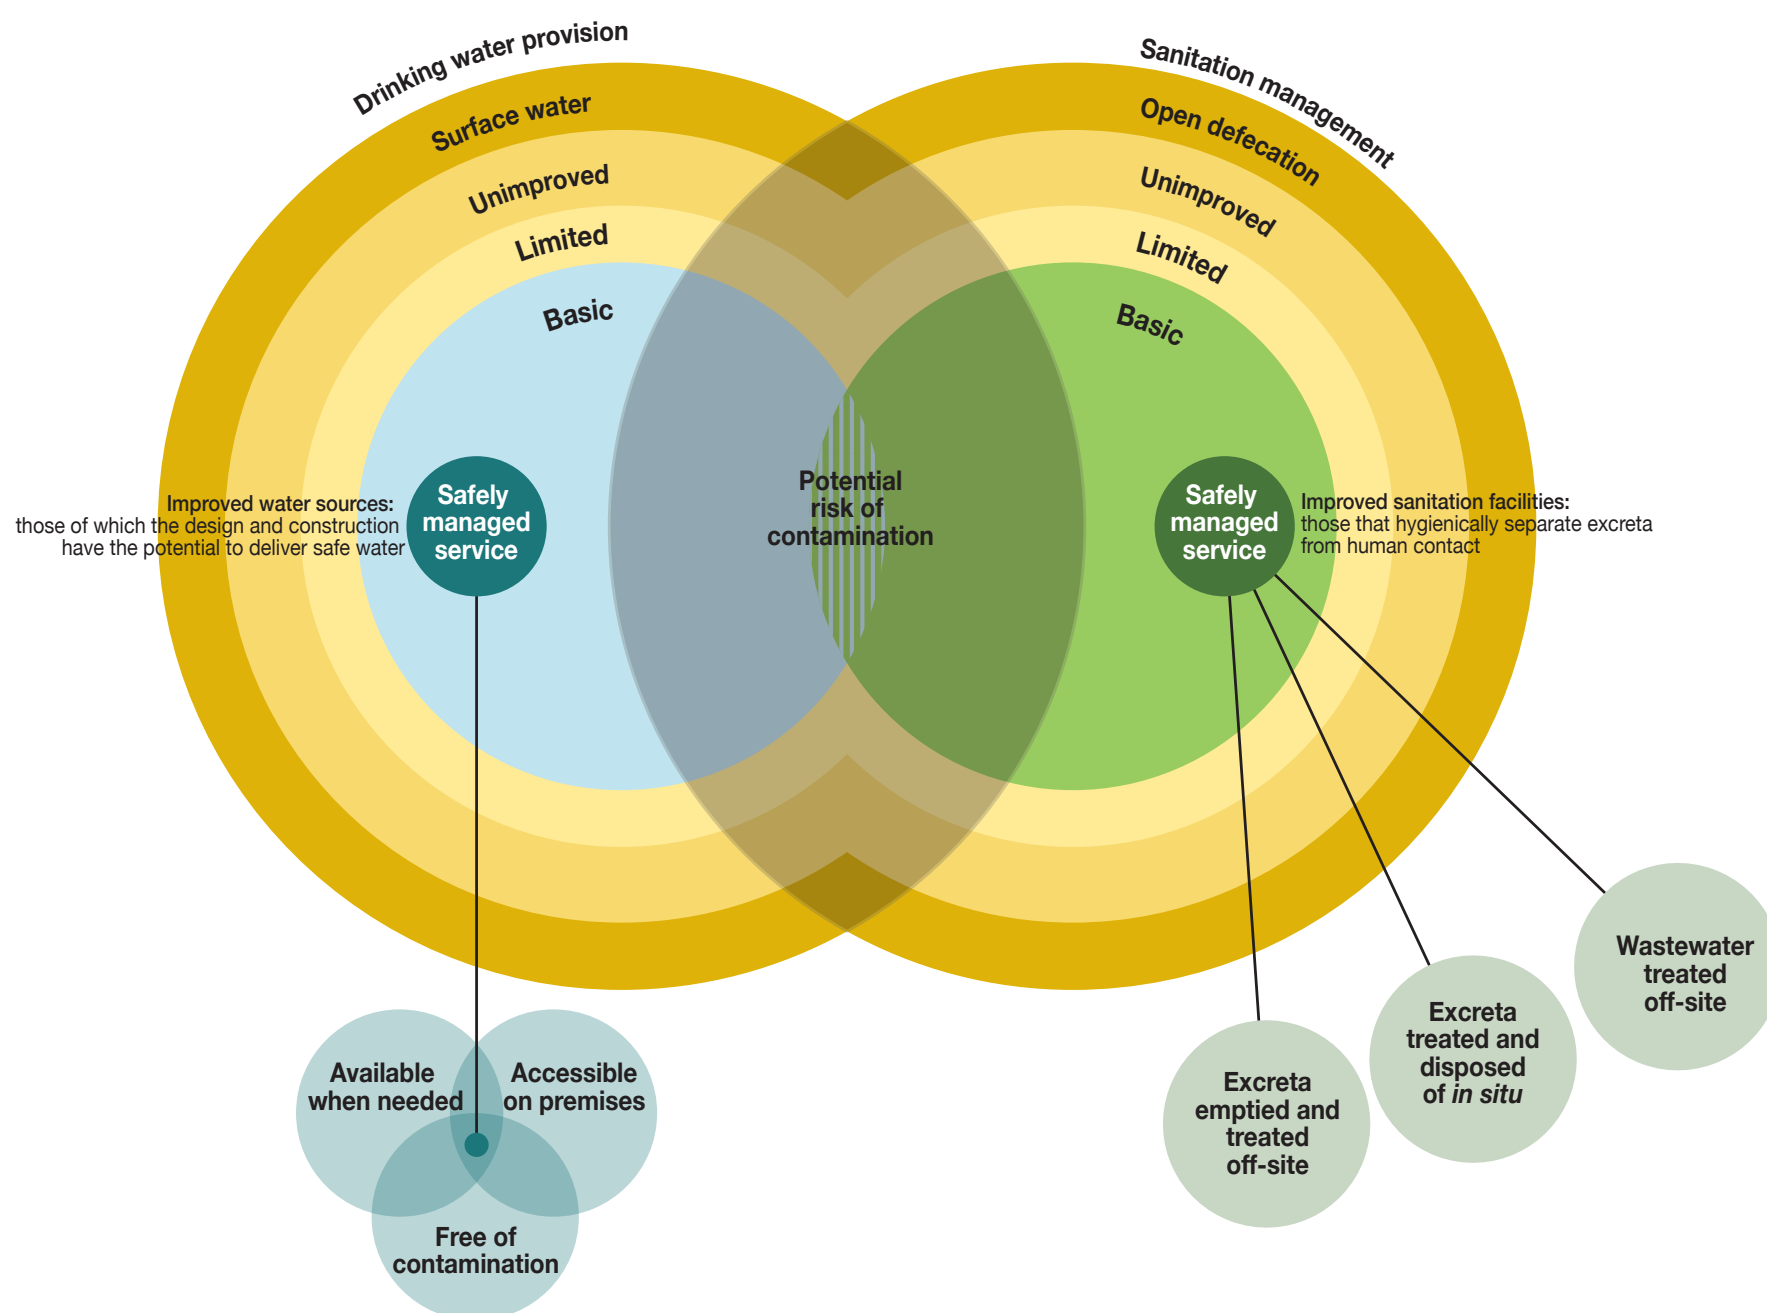 Drinking water provision
Surface water
Unimproved
Limited
Basic
Sanitation management
Open defecation
Unimproved
Limited
Basic
Improved water sources:
those of which the design and construction
have the potential to deliver safe water
Safely
managed
service
Potential
risk of
contamination
Safely
managed
service
Improved sanitation facilities:
those that hygienically separate excreta
from human contact
Available
when needed
Accessible
on premises
Free of
contamination
Excreta
emptied and
treated
off-site
Excreta
treated and
disposed
of in situ
Wastewater
treated
off-site